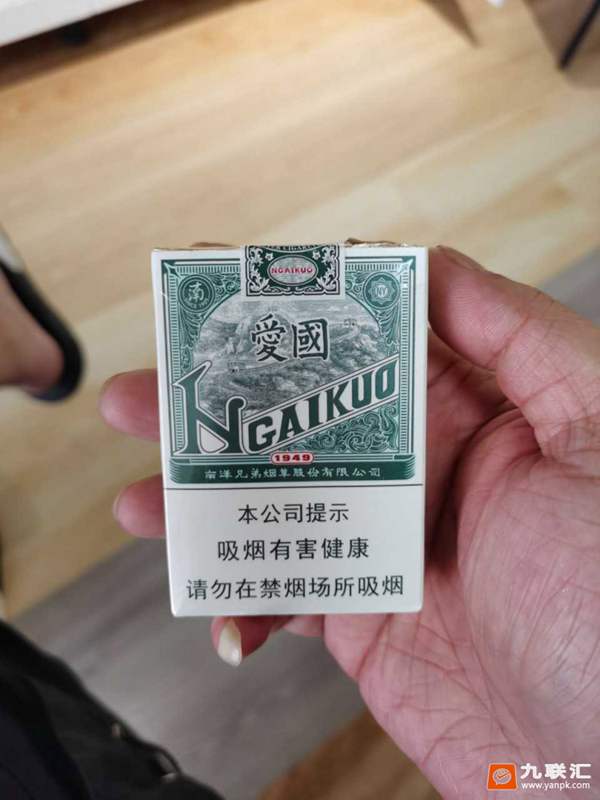 NGAIKUO
南
NY
愛國
NGAIKUO
1949
南洋兄弟烟草股份有限公司
本公司提示
吸烟有害健康
请勿在禁烟场所吸烟
九联汇
www.yanpk.com